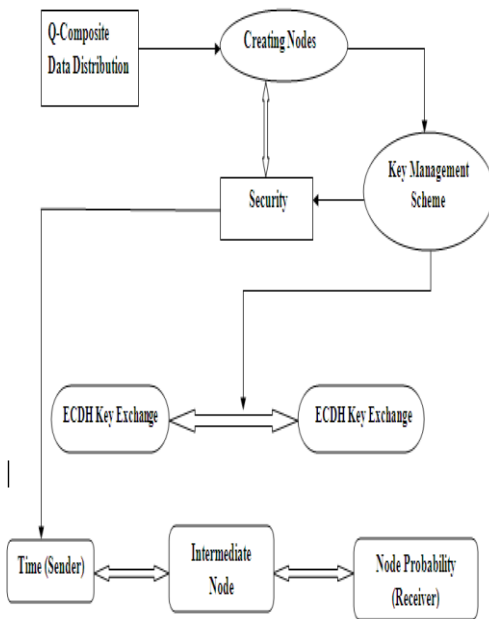 Q-Composite
Data Distribution
Creating Nodes
Key Management
Scheme
Security
ECDH Key Exchange
ECDH Key Exchange
Time (Sender)
Intermediate
Node
Node Probability
(Receiver)